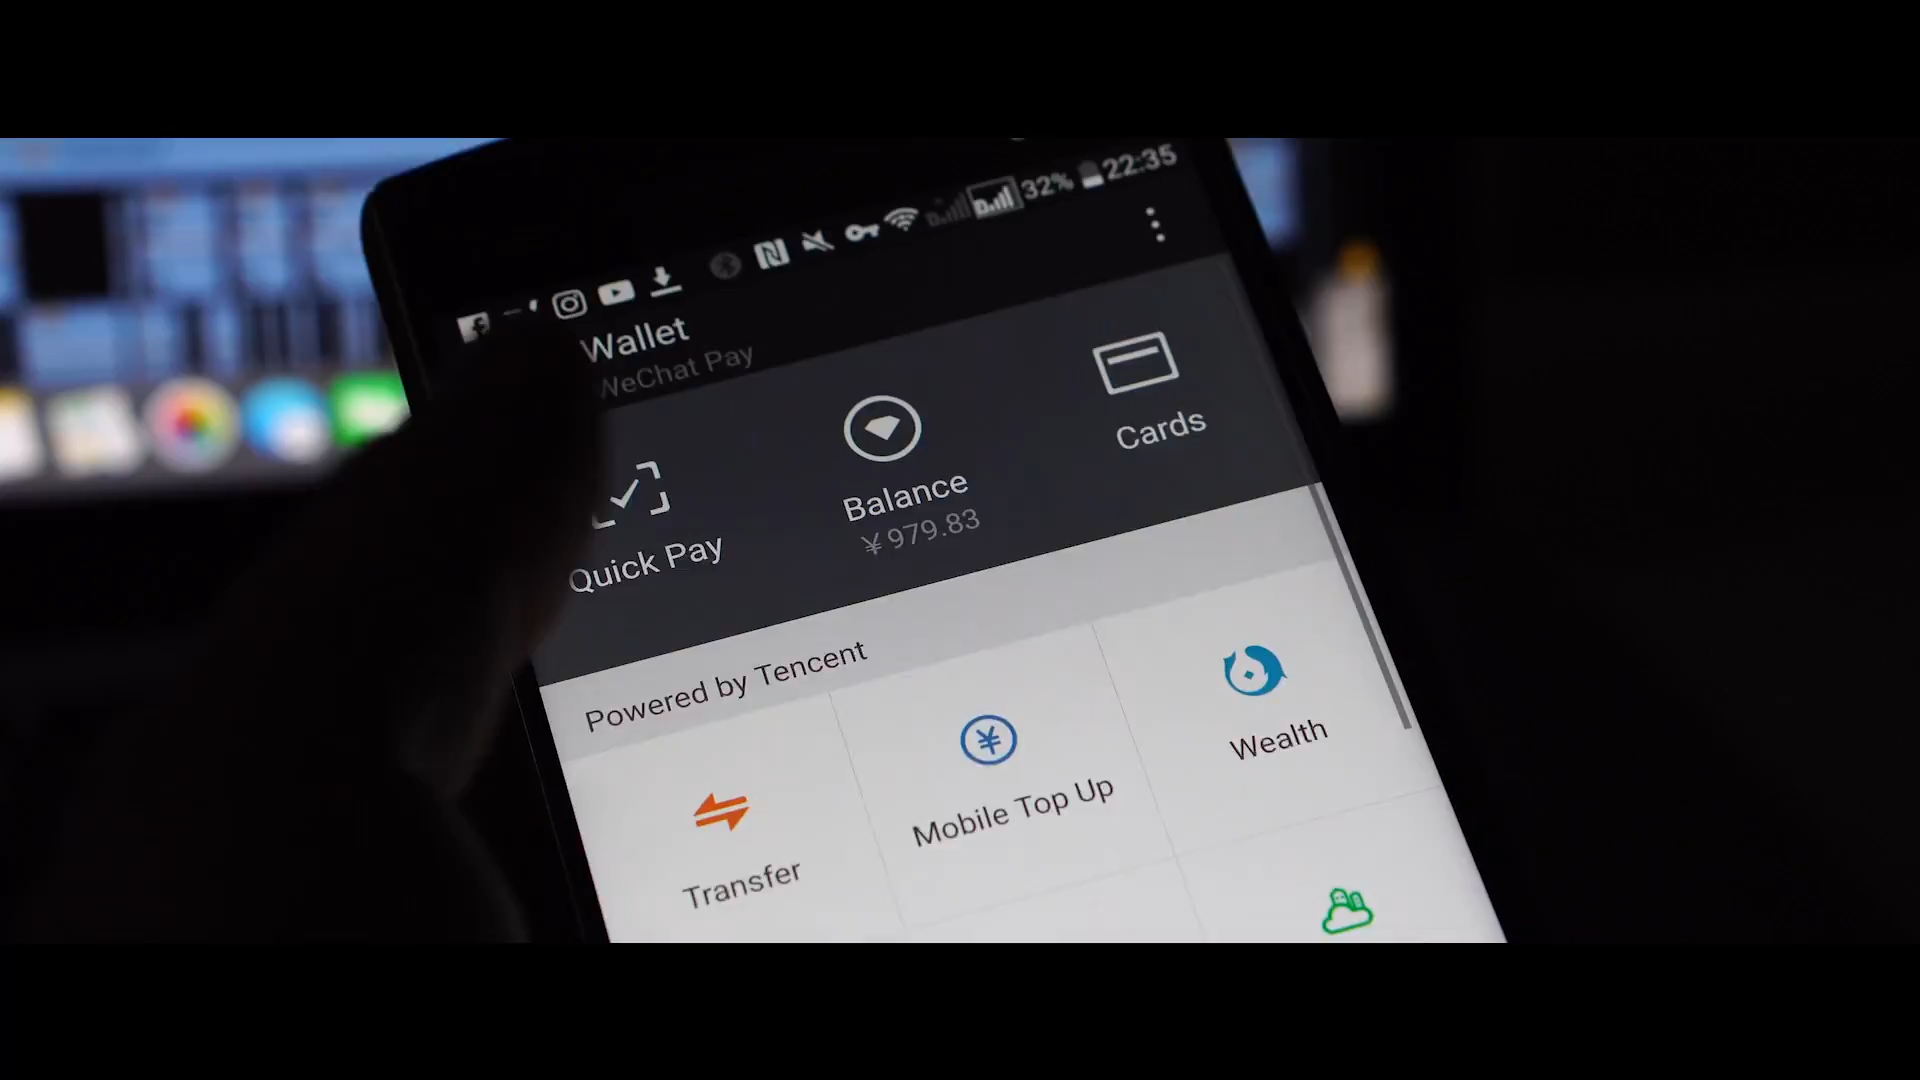 32% 22:35
Wallet
WeChat Pay
Quick Pay
Balance
¥979.83
Cards
Powered by Tencent
Transfer
Mobile Top Up
Wealth